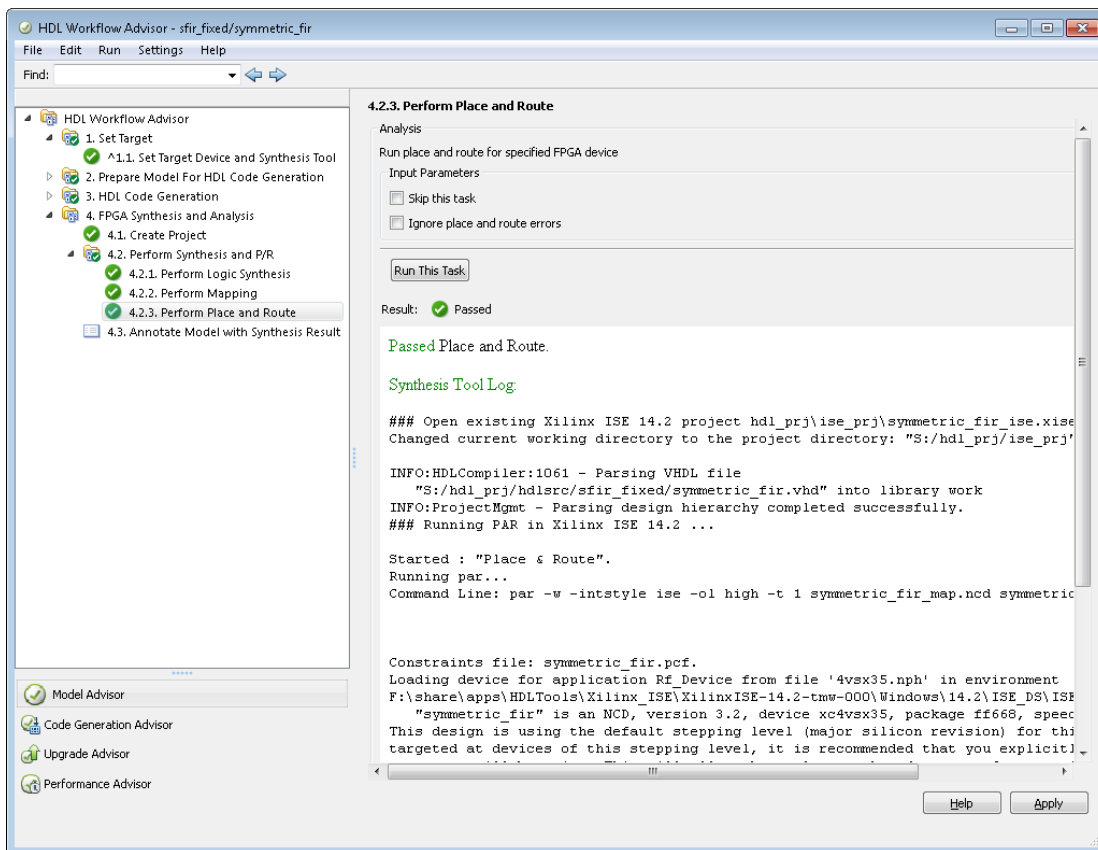 HDL Workflow Advisor - sfir_fixed/symmetric_fir
File Edit Run Settings Help
Find:
HDL Workflow Advisor
1. Set Target
^1.1. Set Target Device and Synthesis Tool
2. Prepare Model For HDL Code Generation
3. HDL Code Generation
4. FPGA Synthesis and Analysis
4.1. Create Project
4.2. Perform Synthesis and P/R
4.2.1. Perform Logic Synthesis
4.2.2. Perform Mapping
4.2.3. Perform Place and Route
4.3. Annotate Model with Synthesis Result
Model Advisor
Code Generation Advisor
Upgrade Advisor
Performance Advisor
4.2.3. Perform Place and Route
Analysis
Run place and route for specified FPGA device
Input Parameters
Skip this task
Ignore place and route errors
Run This Task
Result: Passed
Passed Place and Route.
Synthesis Tool Log:
### Open existing Xilinx ISE 14.2 project hdl_prj\ise_prj\symmetric_fir_ise.xise
Changed current working directory to the project directory: "S:/hdl_prj/ise_prj"
INFO:HDLCompiler:1061 - Parsing VHDL file
"S:/hdl_prj/hdlsrc/sfir_fixed/symmetric_fir.vhd" into library work
INFO:ProjectMgmt - Parsing design hierarchy completed successfully.
### Running PAR in Xilinx ISE 14.2 ...
Started : "Place & Route".
Running par...
Command Line: par -w -intstyle ise -ol high -t 1 symmetric_fir_map.ncd symmetric
Constraints file: symmetric_fir.pcf.
Loading device for application Rf_Device from file '4vsx35.nph' in environment
F:\share\apps\HDLTools\Xilinx_ISE\XilinxISE-14.2-tmw-000\Windows\14.2\ISE_DS\ISE
"symmetric_fir" is an NCD, version 3.2, device xc4vsx35, package ff668, speed
This design is using the default stepping level (major silicon revision) for thi
targeted at devices of this stepping level, it is recommended that you explicitl
Help Apply